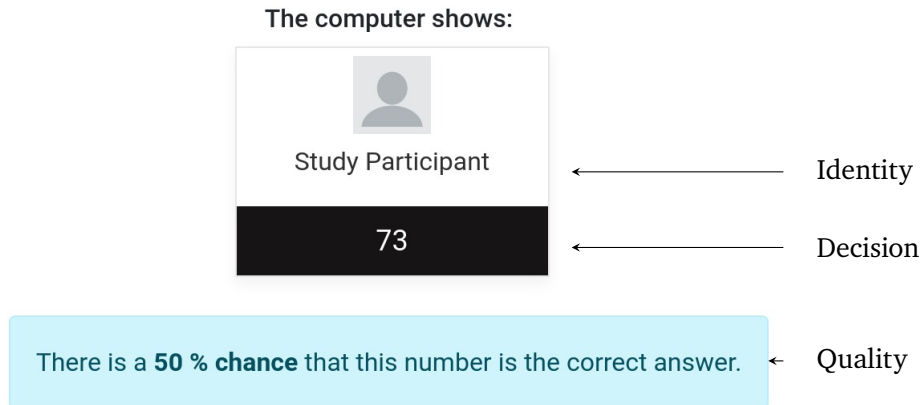 The computer shows:
Study Participant
Identity
73
Decision
There is a 50 % chance that this number is the correct answer.
Quality